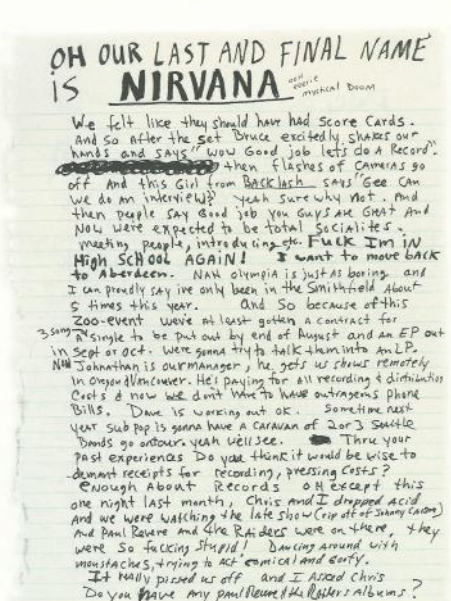 OH OUR LAST AND FINAL NAME
IS NIRVANA ooh eerie
mystical Doom
We felt like they should have had score cards.
And so after the set Bruce excitedly shakes our
hands and says "wow Good job lets do a Record".
then flashes of cameras go
off And this Girl from BACKlash says "Gee Can
we do an interview? yeah sure why not. And
then people say Good job you guys are GREAT And
NOW were expected to be total socialites.
meeting people, introducing etc. FUCK I'm iN
High SCHOOL AGAIN! I want to move back
to Aberdeen. NAH olympia is just as boring and
I can proudly say ive only been in the Smithfield About
5 times this year. And so because of this
Zoo-event weve at least gotten a contract for
3 song A single to be put out by end of August and AN EP out
in Sept or oct. were gonna try to talk them into AN LP.
Now Johnathan is our manager, he gets us shows remotely
in Oregon & Vancouver. He's paying for all recording & distribution
Costs & now we dont have to have outrageous phone
Bills. Dave is working out ok. Sometime next
year sub pop is gonna have a CARAVAN of 2 or 3 Seattle
Bands go on tour. yeah we'll see. Thru your
past experiences Do you think it would be wise to
demand receipts for recording, pressing costs?
enough About Records OH except this
one night last month, Chris and I dropped acid
And we were watching the late show (rip off of Johnny Carson)
And Paul Revere and the RAiders were on there, they
were so fucking stupid! Dancing around with
moustaches, trying to act comical and Goofy.
It really pissed us off and I Asked Chris
Do you have Any paul Revere & the Raiders Albums?